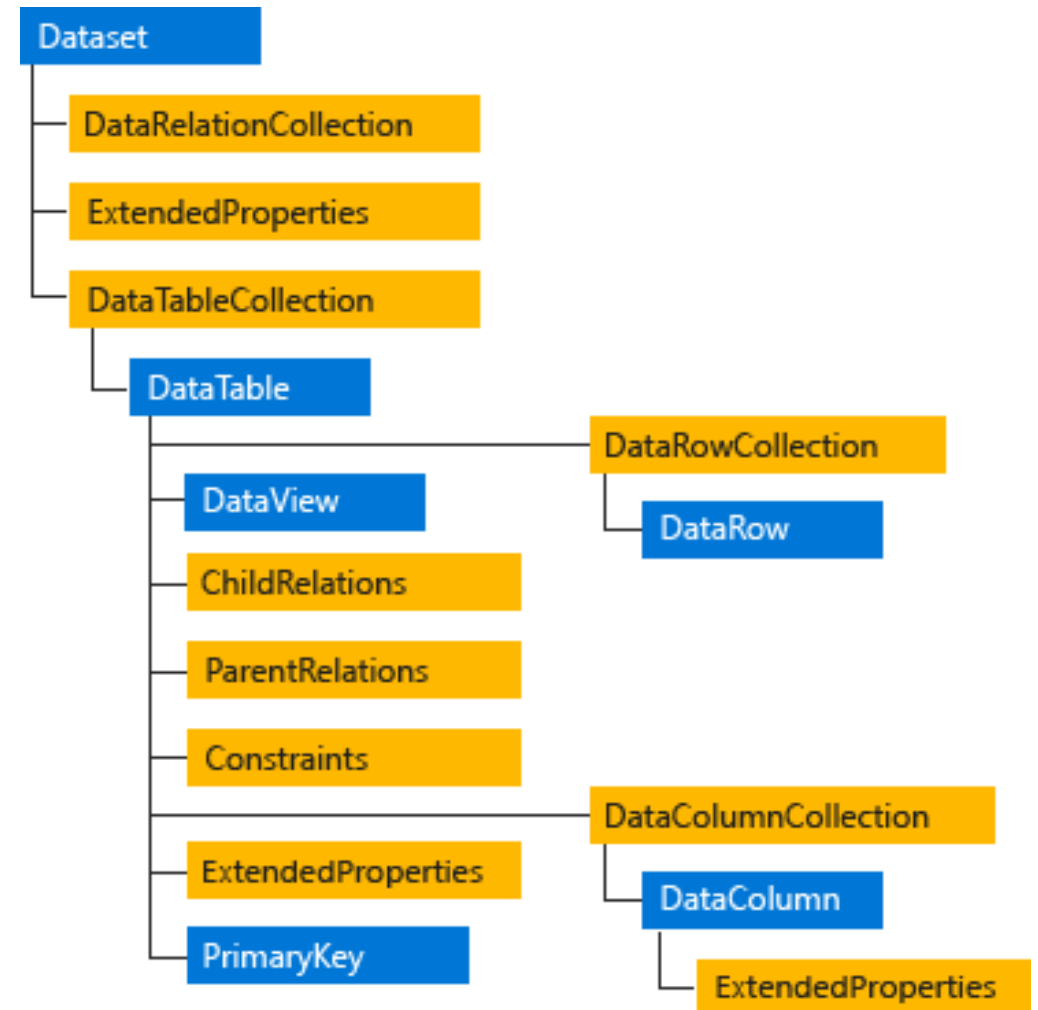 Dataset
DataRelationCollection
ExtendedProperties
DataTableCollection
DataTable
DataRowCollection
DataView
DataRow
ChildRelations
ParentRelations
Constraints
DataColumnCollection
ExtendedProperties
DataColumn
PrimaryKey
ExtendedProperties